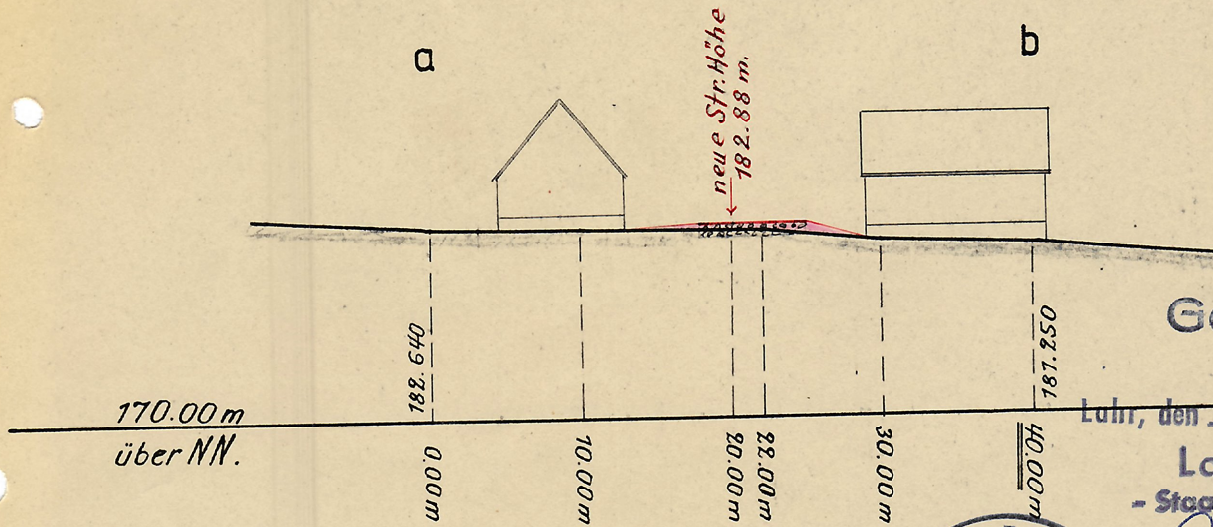 a
b
neue Str. Höhe
182.88 m.
182.640
181.250
170.00 m
über NN.
0.00 m
10.00 m
20.00 m
22.00 m
30.00 m
40.00 m
Lahr, den